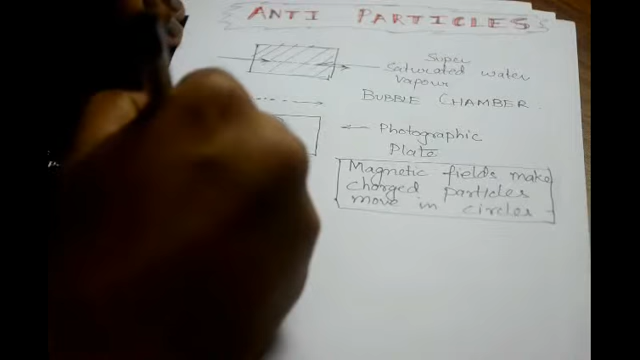 ANTI PARTICLES
Super
Saturated water
Vapour
BUBBLE CHAMBER
Photographic
Plate
Magnetic fields make
charged particles
move in circles